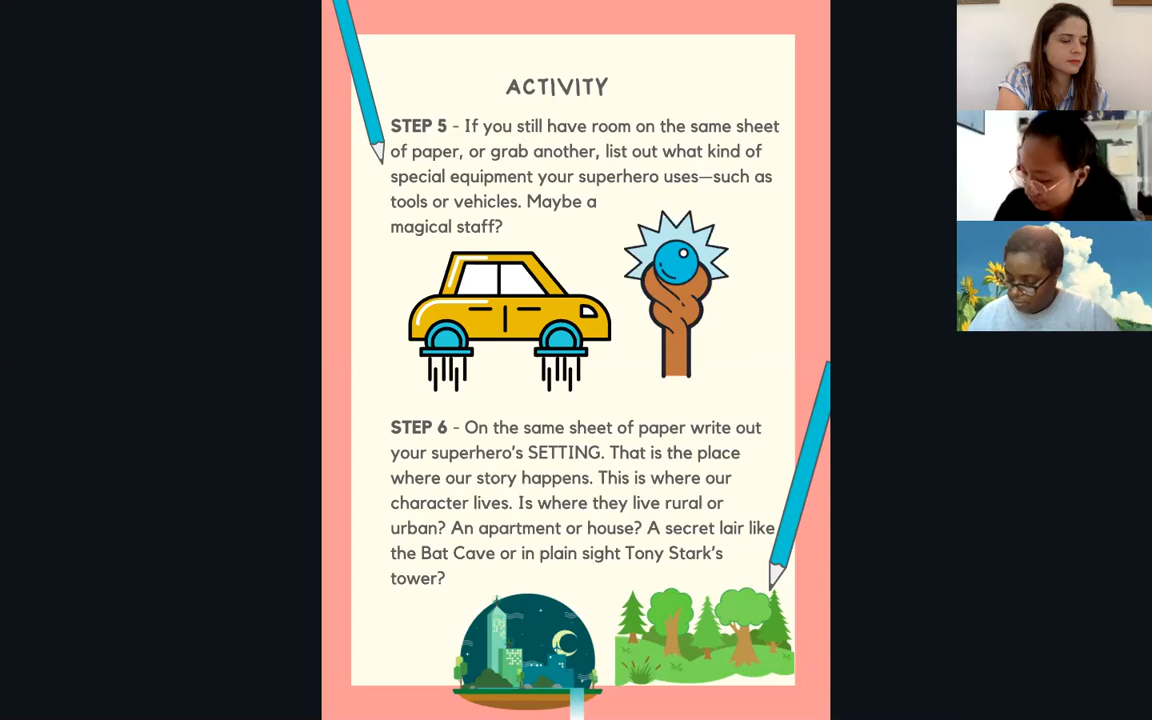 ACTIVITY
STEP 5 - If you still have room on the same sheet
of paper, or grab another, list out what kind of
special equipment your superhero uses—such as
tools or vehicles. Maybe a
magical staff?
STEP 6 - On the same sheet of paper write out
your superhero's SETTING. That is the place
where our story happens. This is where our
character lives. Is where they live rural or
urban? An apartment or house? A secret lair like
the Bat Cave or in plain sight Tony Stark's
tower?